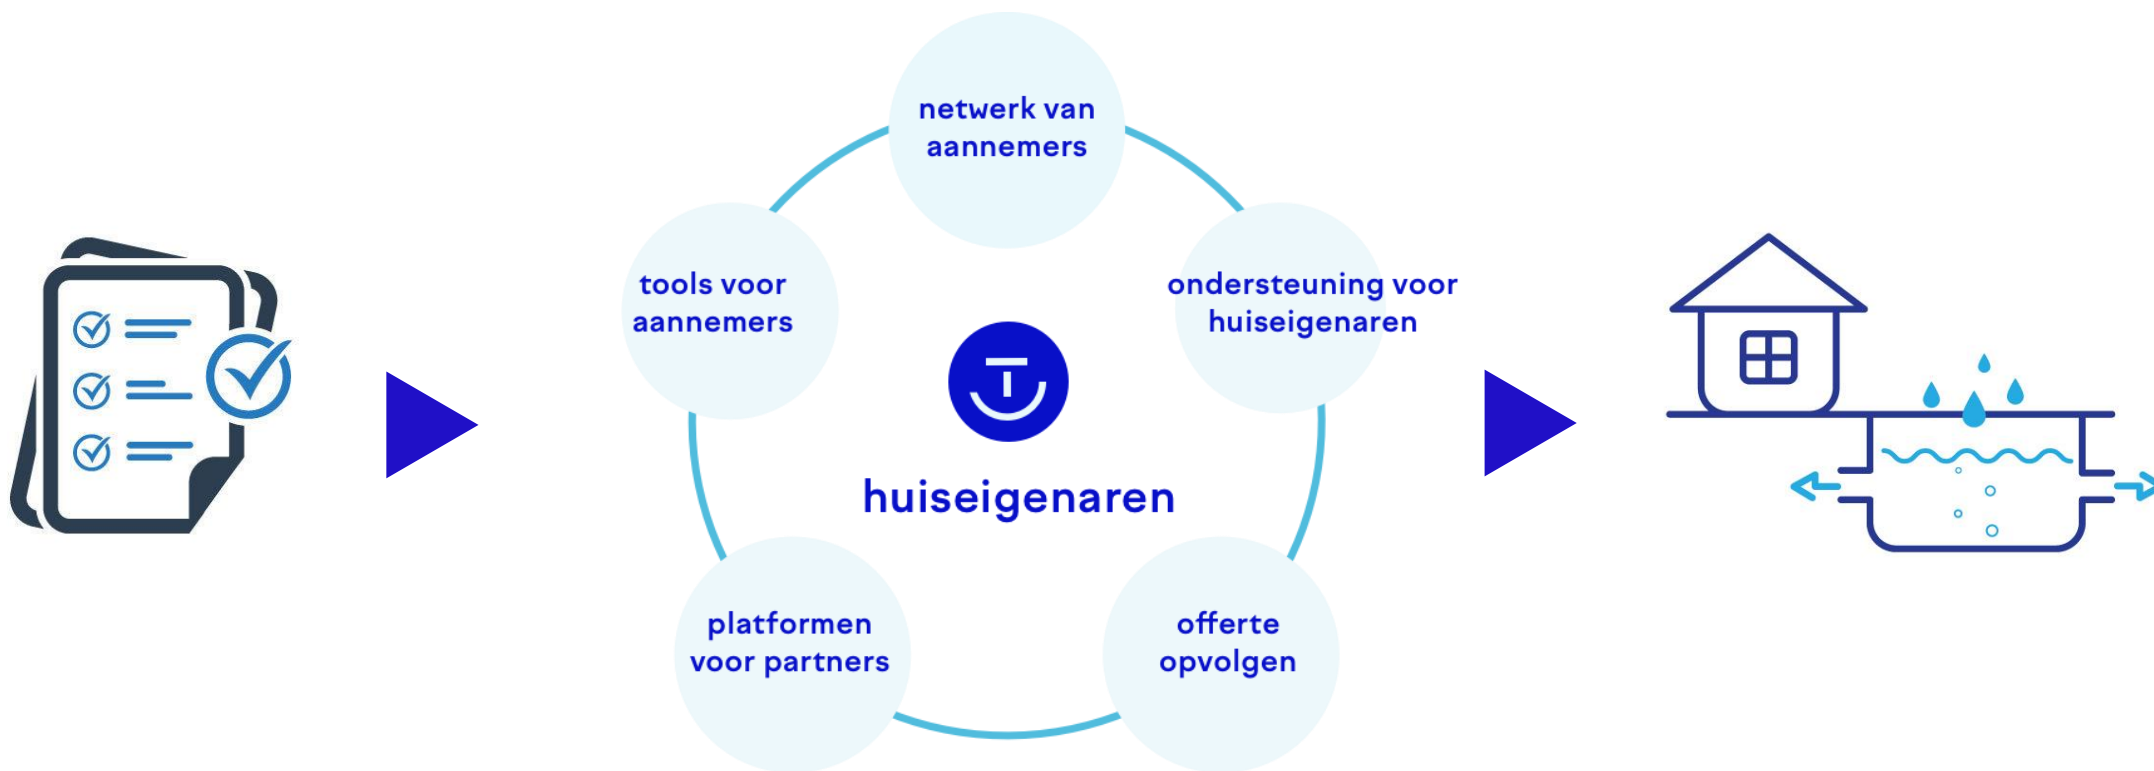 netwerk van
aannemers
tools voor
aannemers
ondersteuning voor
huiseigenaren
huiseigenaren
platformen
voor partners
offerte
opvolgen